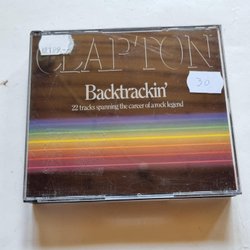 CLAPTON
Backtrackin'
22 tracks spanning the career of a rock legend
30